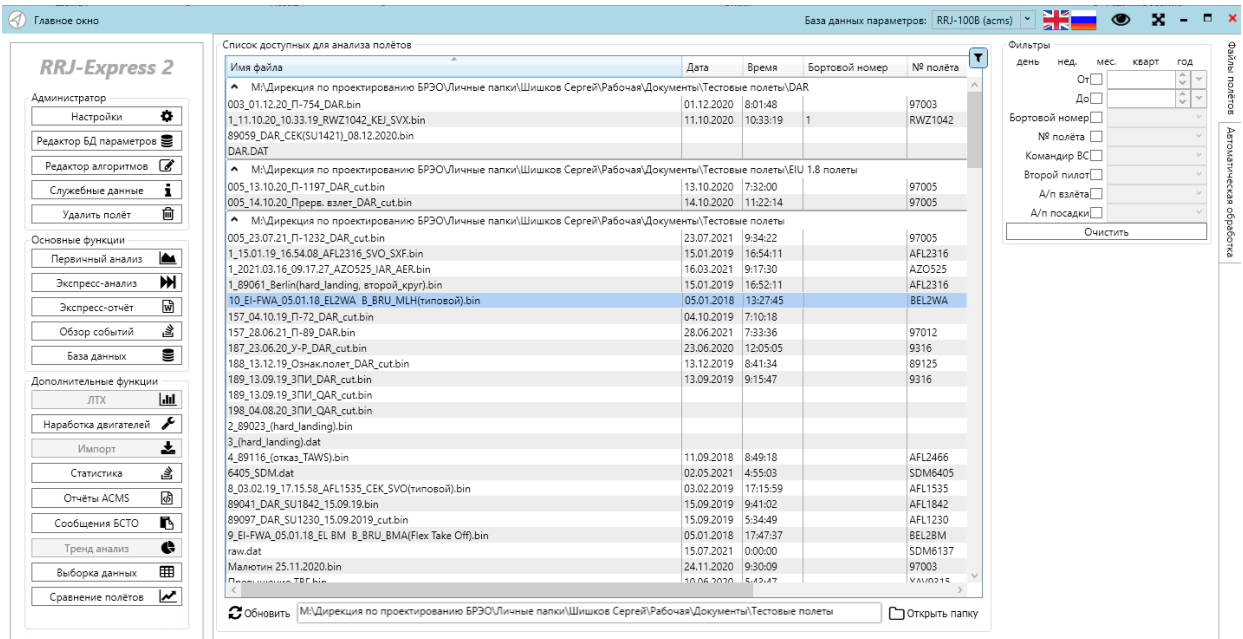 Главное окно
База данных параметров: RRJ-100B (acms)
RRJ-Express 2
Администратор
Настройки
Редактор БД параметров
Редактор алгоритмов
Служебные данные
Удалить полёт
Основные функции
Первичный анализ
Экспресс-анализ
Экспресс-отчёт
Обзор событий
База данных
Дополнительные функции
ЛТХ
Наработка двигателей
Импорт
Статистика
Отчёты ACMS
Сообщения БСТО
Тренд анализ
Выборка данных
Сравнение полётов
Список доступных для анализа полётов
Имя файла Дата Время Бортовой номер № полёта
М:\Дирекция по проектированию БРЭО\Личные папки\Шишков Сергей\Рабочая\Документы\Тестовые полеты\DAR
003_01.12.20_П-754_DAR.bin 01.12.2020 8:01:48 97003
1_11.10.20_10.33.19_RWZ1042_KEJ_SVX.bin 11.10.2020 10:33:19 1 RWZ1042
89059_DAR_СЕК(SU1421)_08.12.2020.bin
DAR.DAT
М:\Дирекция по проектированию БРЭО\Личные папки\Шишков Сергей\Рабочая\Документы\Тестовые полеты\EIU 1.8 полеты
005_13.10.20_П-1197_DAR_cut.bin 13.10.2020 7:32:00 97005
005_14.10.20_Прерв. взлет_DAR_cut.bin 14.10.2020 11:22:14 97005
М:\Дирекция по проектированию БРЭО\Личные папки\Шишков Сергей\Рабочая\Документы\Тестовые полеты
005_23.07.21_П-1232_DAR_cut.bin 23.07.2021 9:34:22 97005
1_15.01.19_16.54.08_AFL2316_SVO_SXF.bin 15.01.2019 16:54:11 AFL2316
1_2021.03.16_09.17.27_AZO525_IAR_AER.bin 16.03.2021 9:17:30 AZO525
1_89061_Berlin(hard_landing, второй_круг).bin 15.01.2019 16:52:11 AFL2316
10_EI-FWA_05.01.18_EL2WA B_BRU_MLH(типовой).bin 05.01.2018 13:27:45 BEL2WA
157_04.10.19_П-72_DAR_cut.bin 04.10.2019 7:10:18
157_28.06.21_П-89_DAR.bin 28.06.2021 7:33:36 97012
187_23.06.20_У-Р_DAR_cut.bin 23.06.2020 12:05:05 9316
188_13.12.19_Ознак.полет_DAR_cut.bin 13.12.2019 8:41:34 89125
189_13.09.19_ЗПИ_DAR_cut.bin 13.09.2019 9:15:47 9316
189_13.09.19_ЗПИ_QAR_cut.bin
198_04.08.20_ЗПИ_QAR_cut.bin
2_89023_(hard_landing).bin
3_(hard_landing).dat
4_89116_(отказ_TAWS).bin 11.09.2018 8:49:18 AFL2466
6405_SDM.dat 02.05.2021 4:55:03 SDM6405
8_03.02.19_17.15.58_AFL1535_CEK_SVO(типовой).bin 03.02.2019 17:15:59 AFL1535
89041_DAR_SU1842_15.09.19.bin 15.09.2019 9:41:02 AFL1842
89097_DAR_SU1230_15.09.2019_cut.bin 15.09.2019 5:34:49 AFL1230
9_EI-FWA_05.01.18_EL BM B_BRU_BMA(Flex Take Off).bin 05.01.2018 17:47:37 BEL2BM
raw.dat 15.07.2021 0:00:00 SDM6137
Малютин 25.11.2020.bin 24.11.2020 9:30:09 97003
Превышение TRF.bin 10.06.2020 5:43:47
Обновить М:\Дирекция по проектированию БРЭО\Личные папки\Шишков Сергей\Рабочая\Документы\Тестовые полеты Открыть папку
Фильтры
день нед. мес. кварт год
От
До
Бортовой номер
№ полёта
Командир ВС
Второй пилот
А/п взлёта
А/п посадки
Очистить
Файлы полётов
Автоматическая обработка